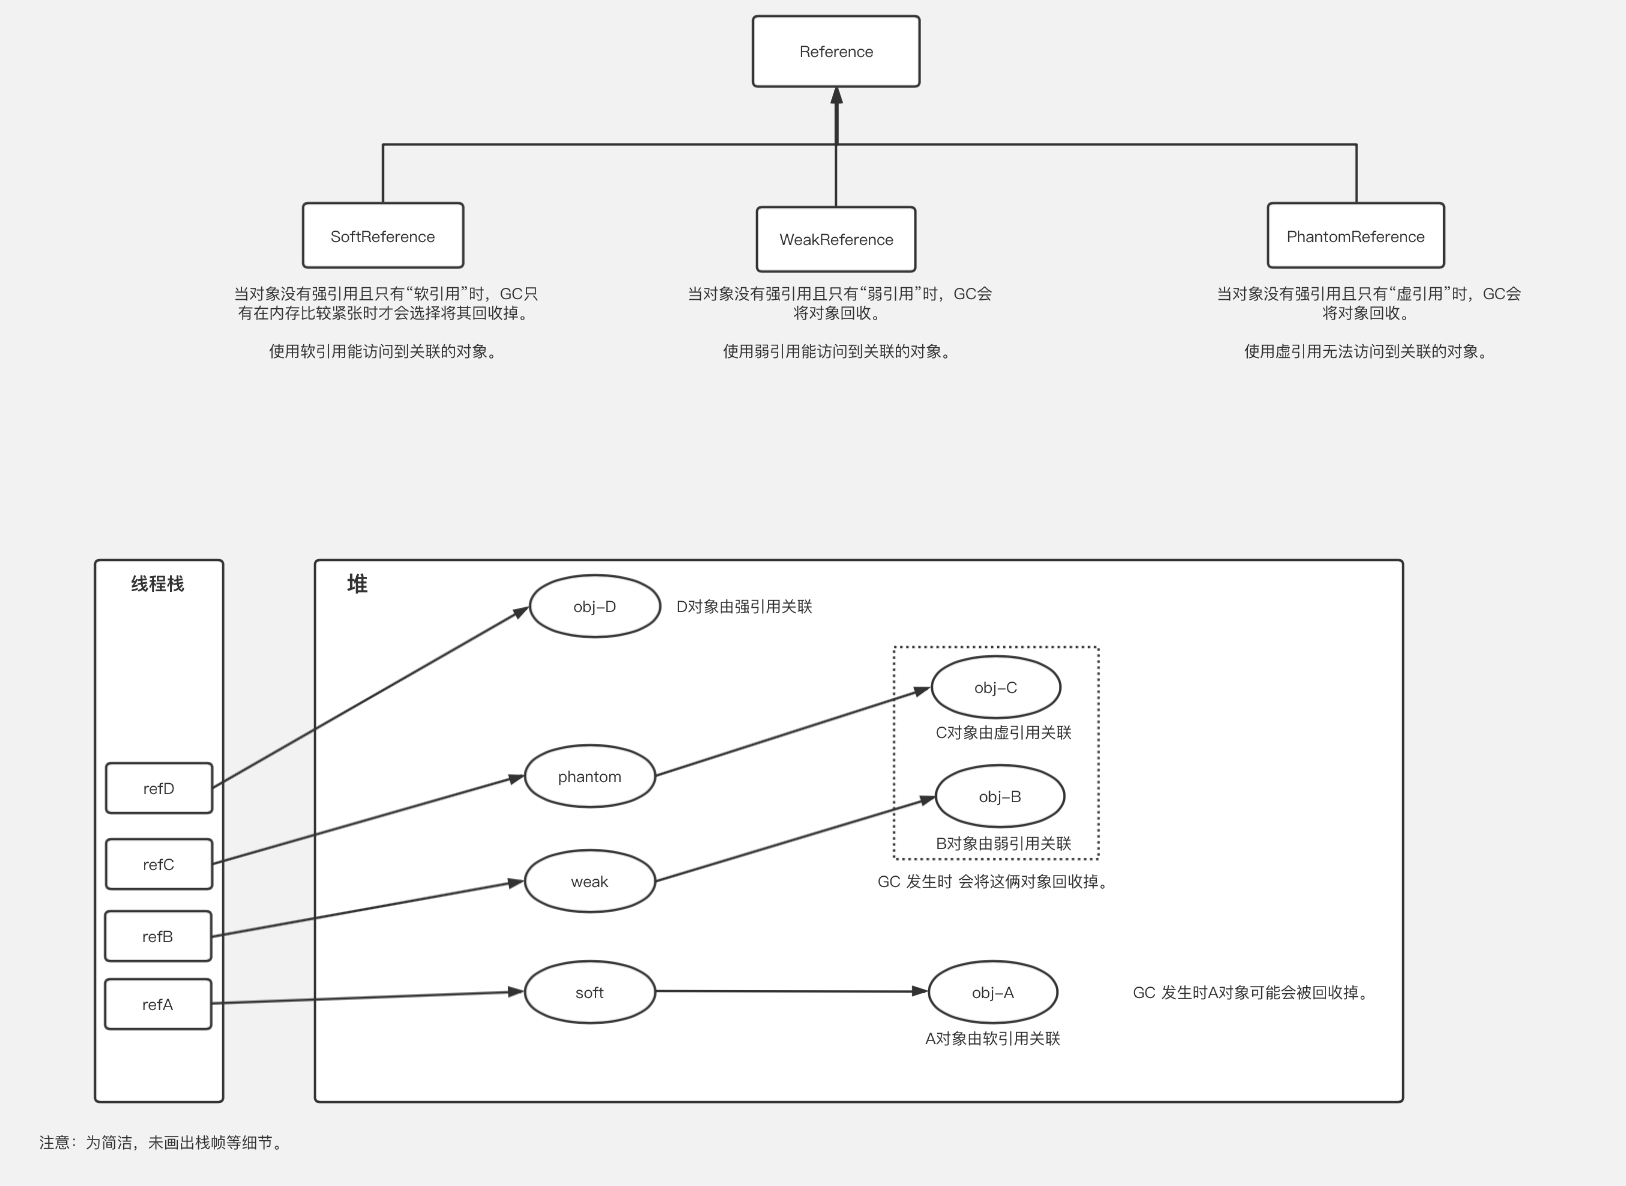 Reference
SoftReference
WeakReference
PhantomReference
当对象没有强引用且只有“软引用”时，GC只
有在内存比较紧张时才会选择将其回收掉。
使用软引用能访问到关联的对象。
当对象没有强引用且只有“弱引用”时，GC会
将对象回收。
使用弱引用能访问到关联的对象。
当对象没有强引用且只有“虚引用”时，GC会
将对象回收。
使用虚引用无法访问到关联的对象。
线程栈
refD
refC
refB
refA
堆
obj-D
D对象由强引用关联
phantom
obj-C
C对象由虚引用关联
weak
obj-B
B对象由弱引用关联
GC 发生时 会将这俩对象回收掉。
soft
obj-A
A对象由软引用关联
GC 发生时A对象可能会被回收掉。
注意：为简洁，未画出栈帧等细节。